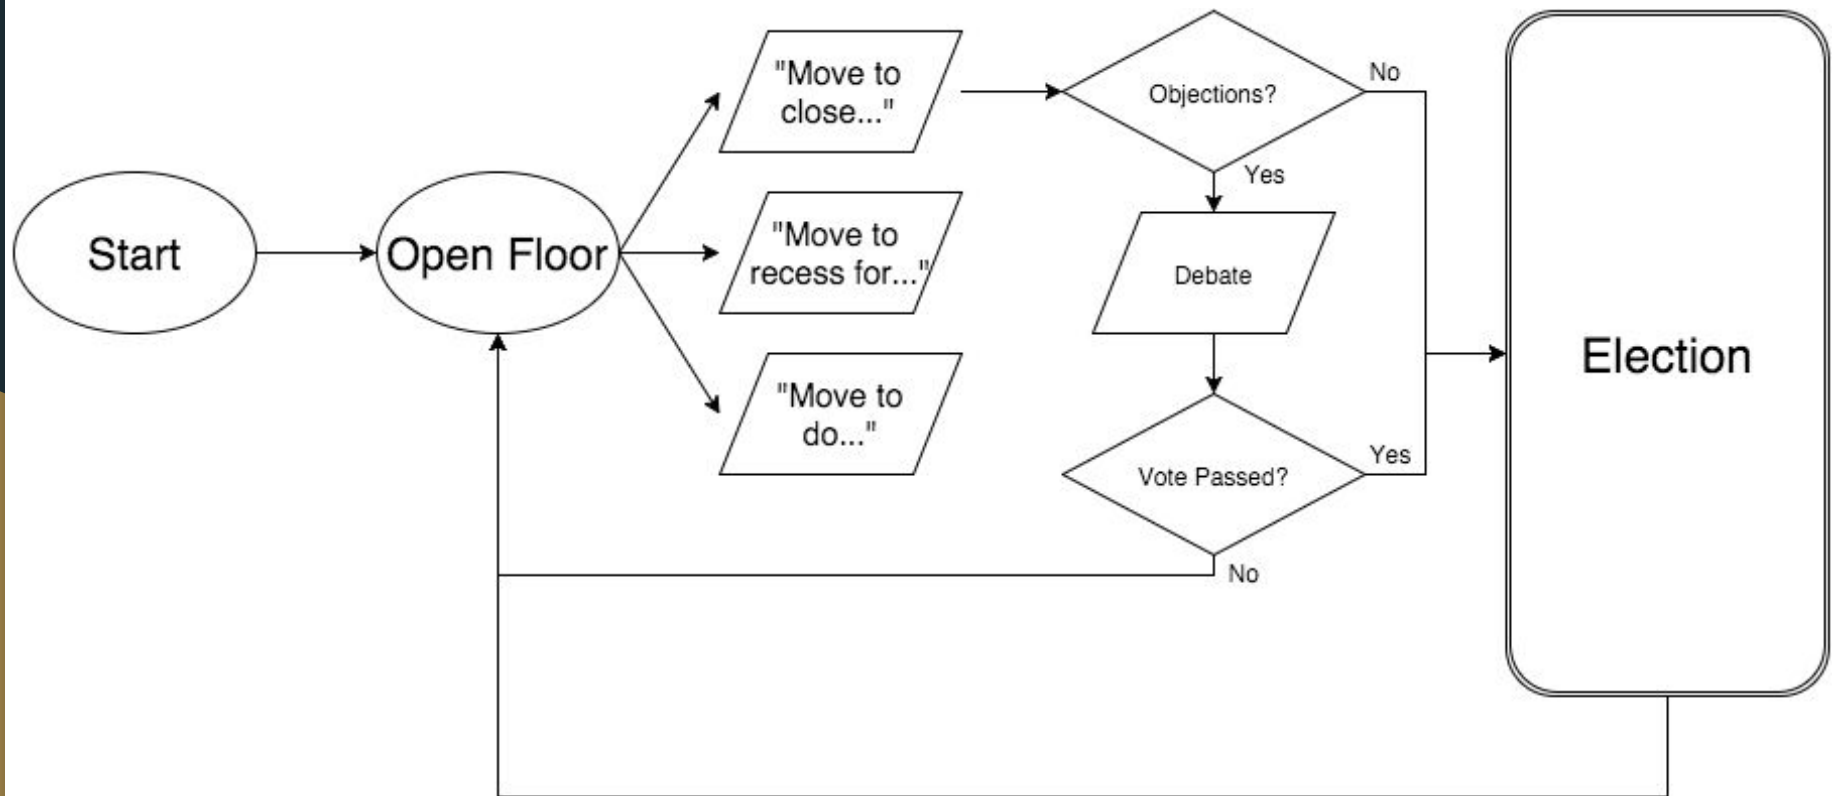 Start
Open Floor
"Move to
close..."
"Move to
recess for..."
"Move to
do..."
Objections?
No
Yes
Debate
Vote Passed?
Yes
No
Election